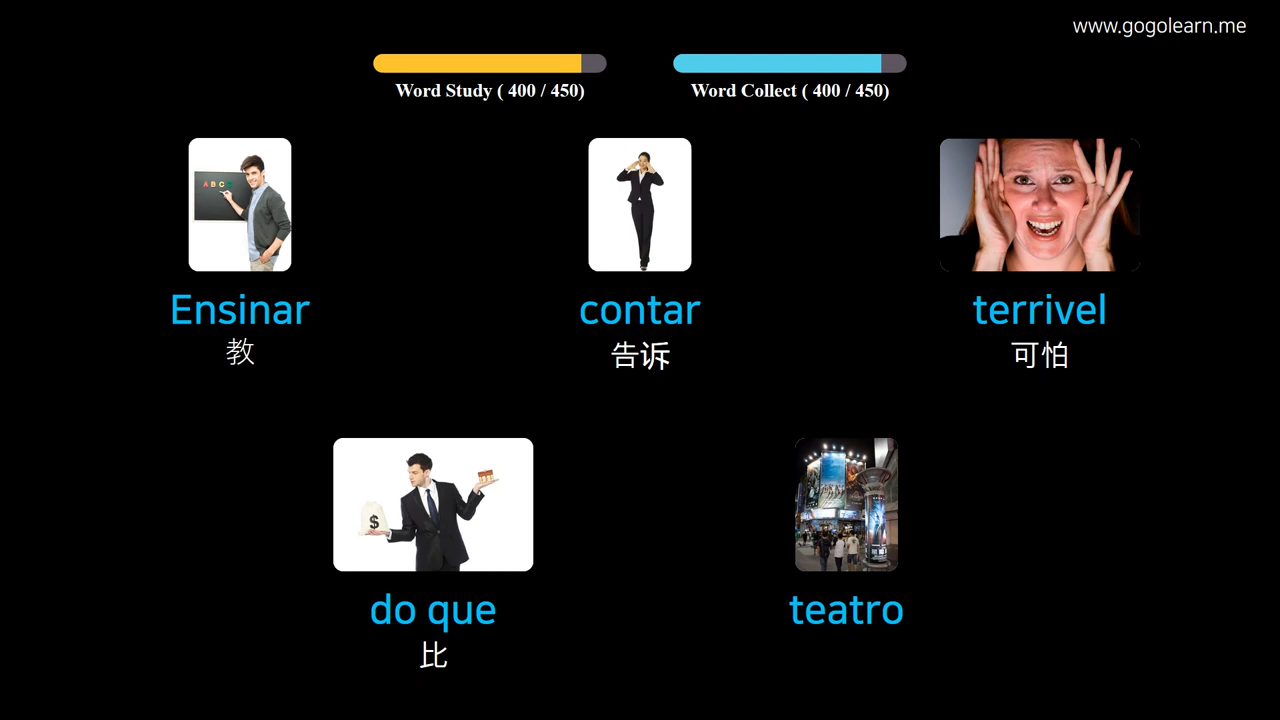 www.gogolearn.me
Word Study ( 400 / 450)
Word Collect ( 400 / 450)
A B C
Ensinar
contar
terrivel
教
告诉
可怕
$
do que
teatro
比